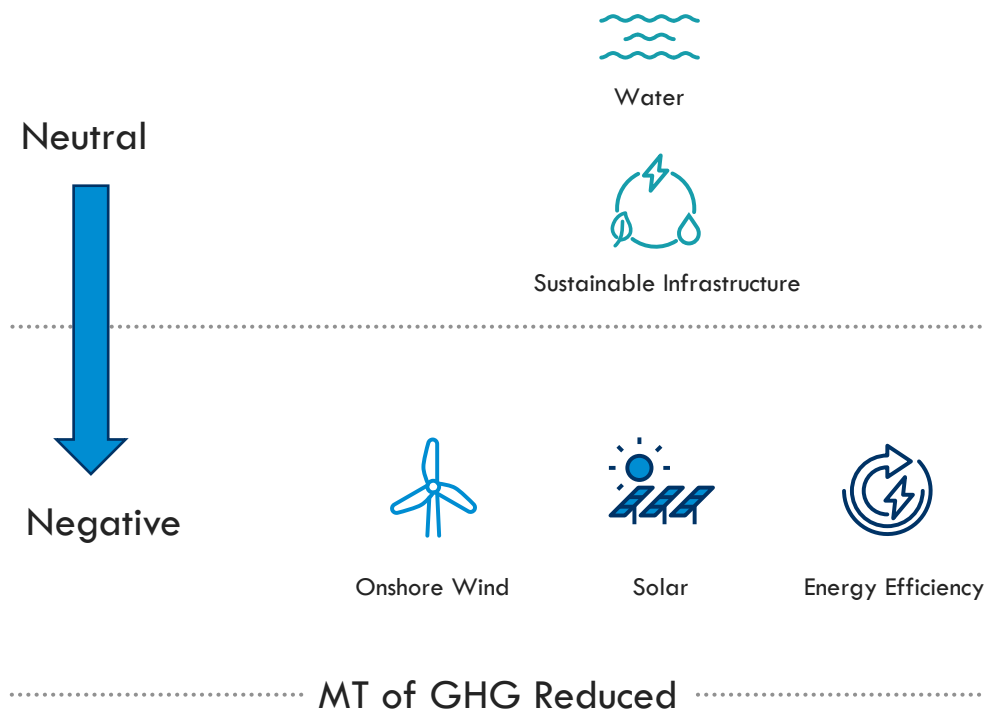 Water
Neutral
Sustainable Infrastructure
Negative
Onshore Wind
Solar
Energy Efficiency
MT of GHG Reduced